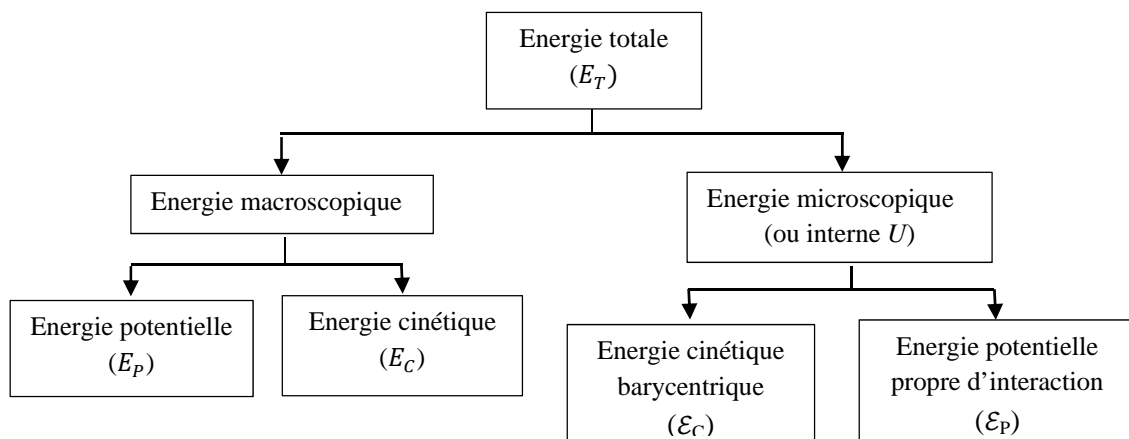 Energie totale
(E_T)
Energie macroscopique
Energie microscopique
(ou interne U)
Energie potentielle
(E_P)
Energie cinétique
(E_C)
Energie cinétique
barycentrique
(ℰ_C)
Energie potentielle
propre d’interaction
(ℰ_P)